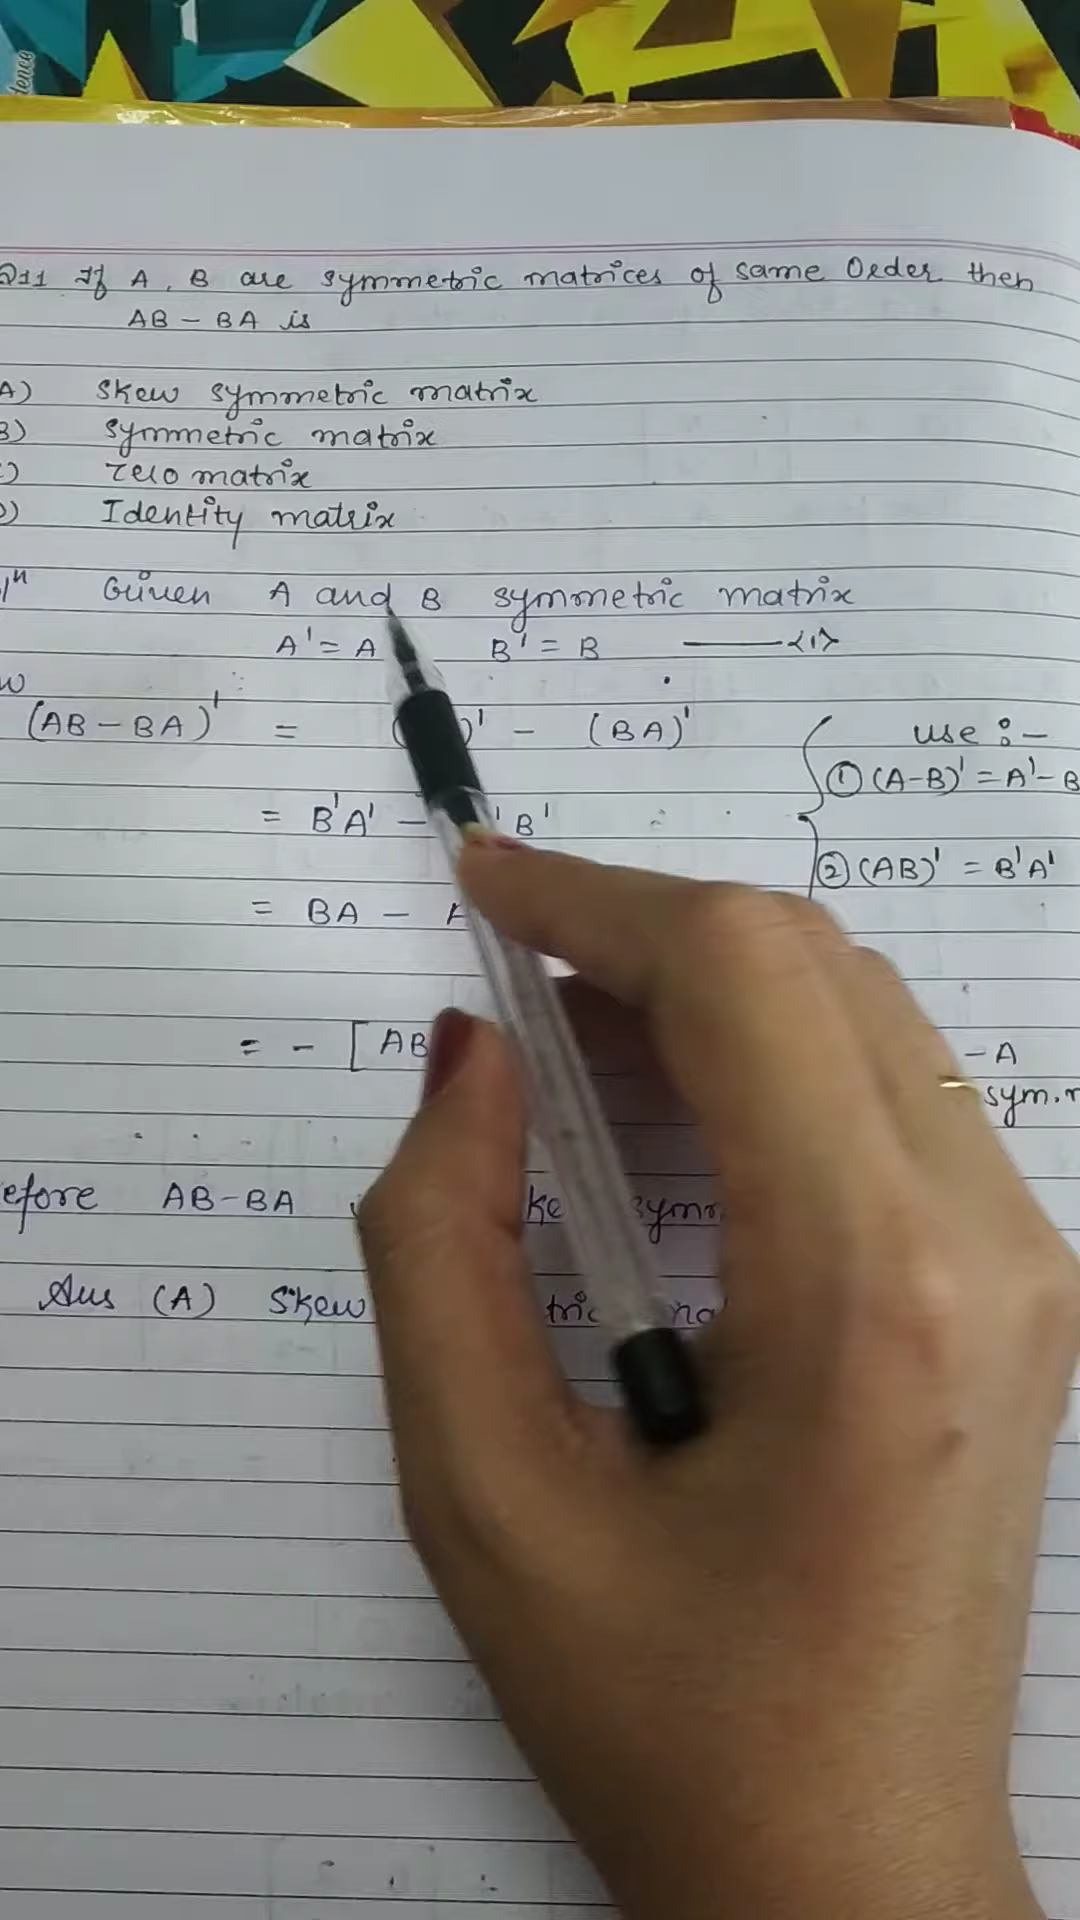 Q11 If A, B are symmetric matrices of same Order then
AB - BA is
A) Skew symmetric matrix
B) symmetric matrix
) zero matrix
) Identity matrix
lⁿ Given A and B symmetric matrix
A' = A B' = B —<1>
w
(AB - BA)' = ( )' - (BA)'
use :-
① (A-B)' = A' - B
= B'A' - 'B'
② (AB)' = B'A'
= BA - A
= - [ AB
- A
sym.
efore AB-BA ke symm
Ans (A) Skew tric ma